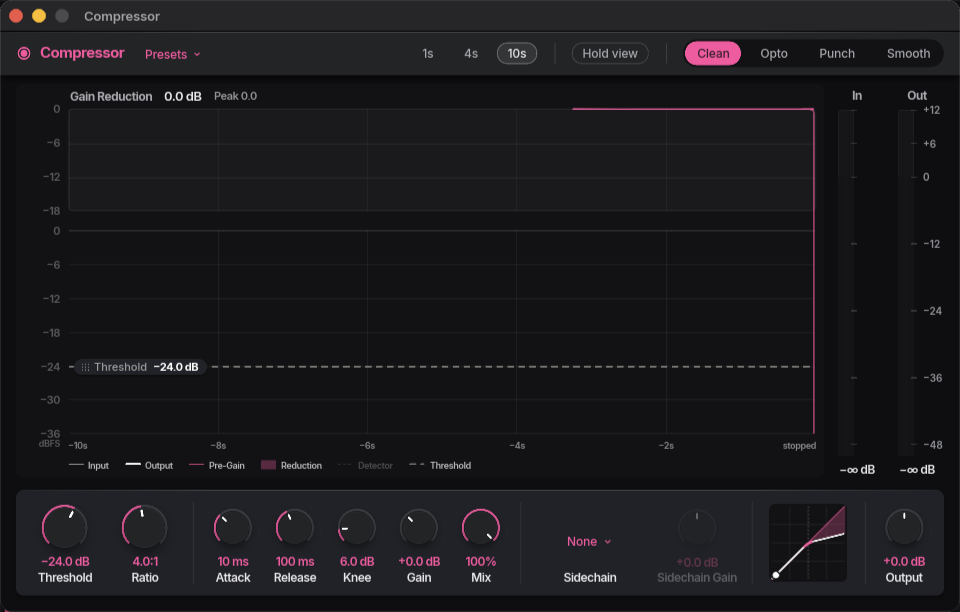 Compressor
Compressor Presets 1s 4s 10s Hold view Clean Opto Punch Smooth
Gain Reduction 0.0 dB Peak 0.0 In Out
0
−6
−12
−18
0
−6
−12
−18
−24 Threshold −24.0 dB
−30
−36
dBFS −10s −8s −6s −4s −2s stopped
Input Output Pre-Gain Reduction Detector Threshold
+12
+6
0
−12
−24
−36
−48
−∞ dB −∞ dB
None
−24.0 dB 4.0:1 10 ms 100 ms 6.0 dB +0.0 dB 100% +0.0 dB +0.0 dB
Threshold Ratio Attack Release Knee Gain Mix Sidechain Sidechain Gain Output